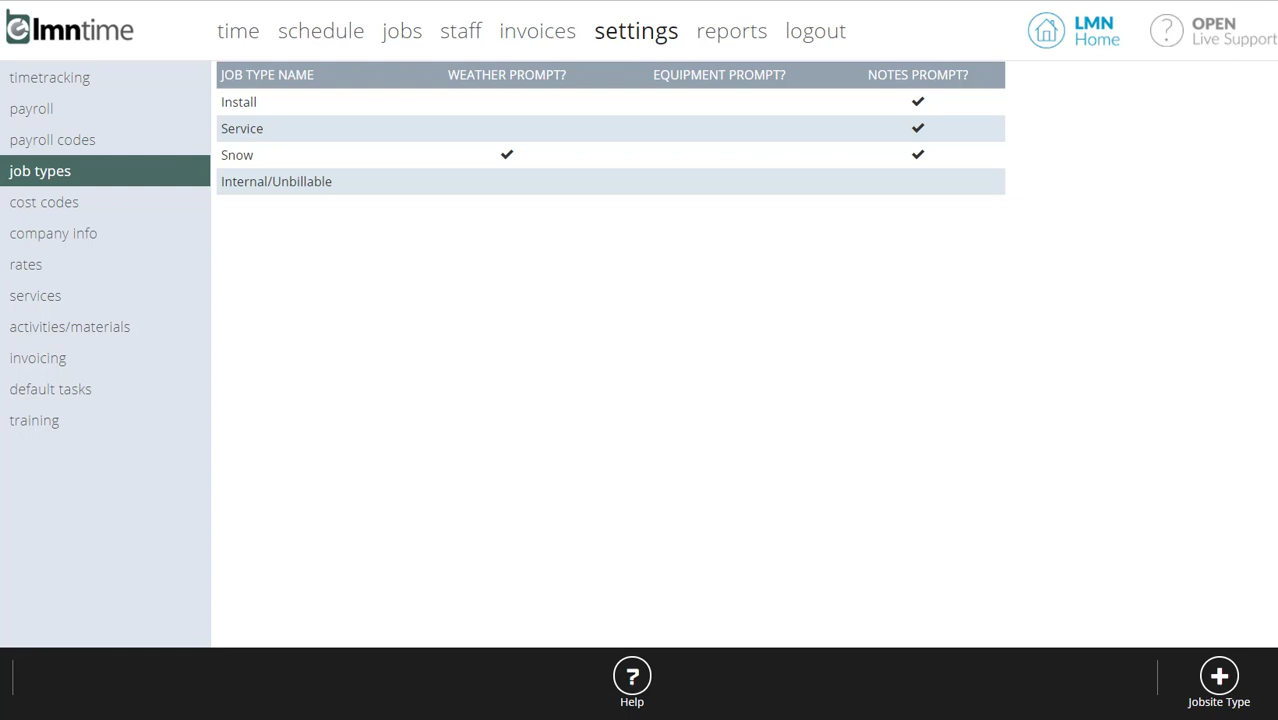 lmntime
time schedule jobs staff invoices settings reports logout
LMN
Home
? OPEN
Live Support
timetracking
payroll
payroll codes
job types
cost codes
company info
rates
services
activities/materials
invoicing
default tasks
training
JOB TYPE NAME WEATHER PROMPT? EQUIPMENT PROMPT? NOTES PROMPT?
Install ✔
Service ✔
Snow ✔ ✔
Internal/Unbillable
?
Help
+
Jobsite Type